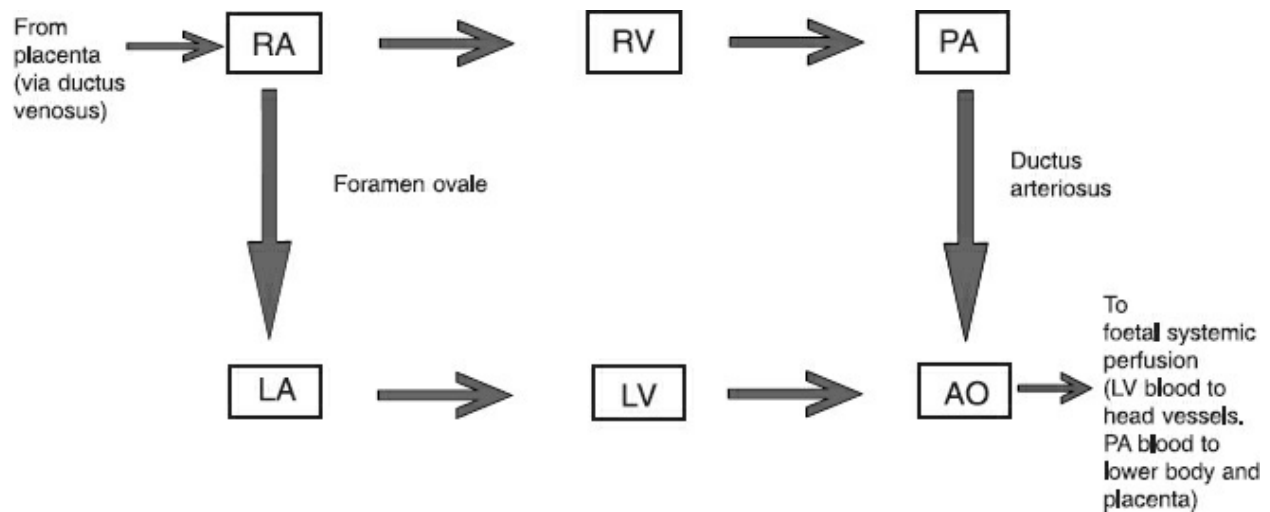 From
placenta
(via ductus
venosus)
RA
RV
PA
Foramen ovale
Ductus
arteriosus
LA
LV
AO
To
foetal systemic
perfusion
(LV blood to
head vessels.
PA blood to
lower body and
placenta)